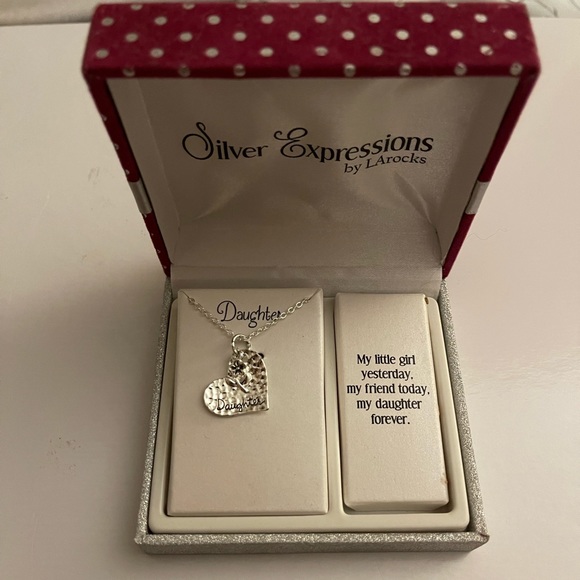 Silver Expressions
by LArocks
Daughter
Daughter
My little girl
yesterday,
my friend today,
my daughter
forever.